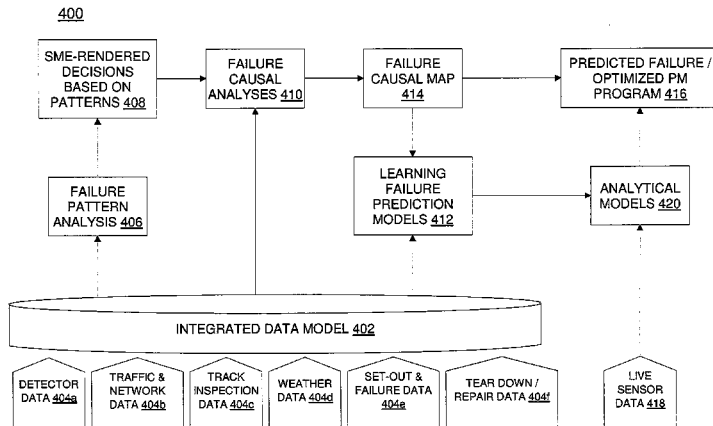 400
SME-RENDERED
DECISIONS
BASED ON
PATTERNS 408
FAILURE
CAUSAL
ANALYSES 410
FAILURE
CAUSAL MAP
414
PREDICTED FAILURE /
OPTIMIZED PM
PROGRAM 416
FAILURE
PATTERN
ANALYSIS 406
LEARNING
FAILURE
PREDICTION
MODELS 412
ANALYTICAL
MODELS 420
INTEGRATED DATA MODEL 402
DETECTOR
DATA 404a
TRAFFIC &
NETWORK
DATA 404b
TRACK
INSPECTION
DATA 404c
WEATHER
DATA 404d
SET-OUT &
FAILURE DATA
404e
TEAR DOWN /
REPAIR DATA 404f
LIVE
SENSOR
DATA 418